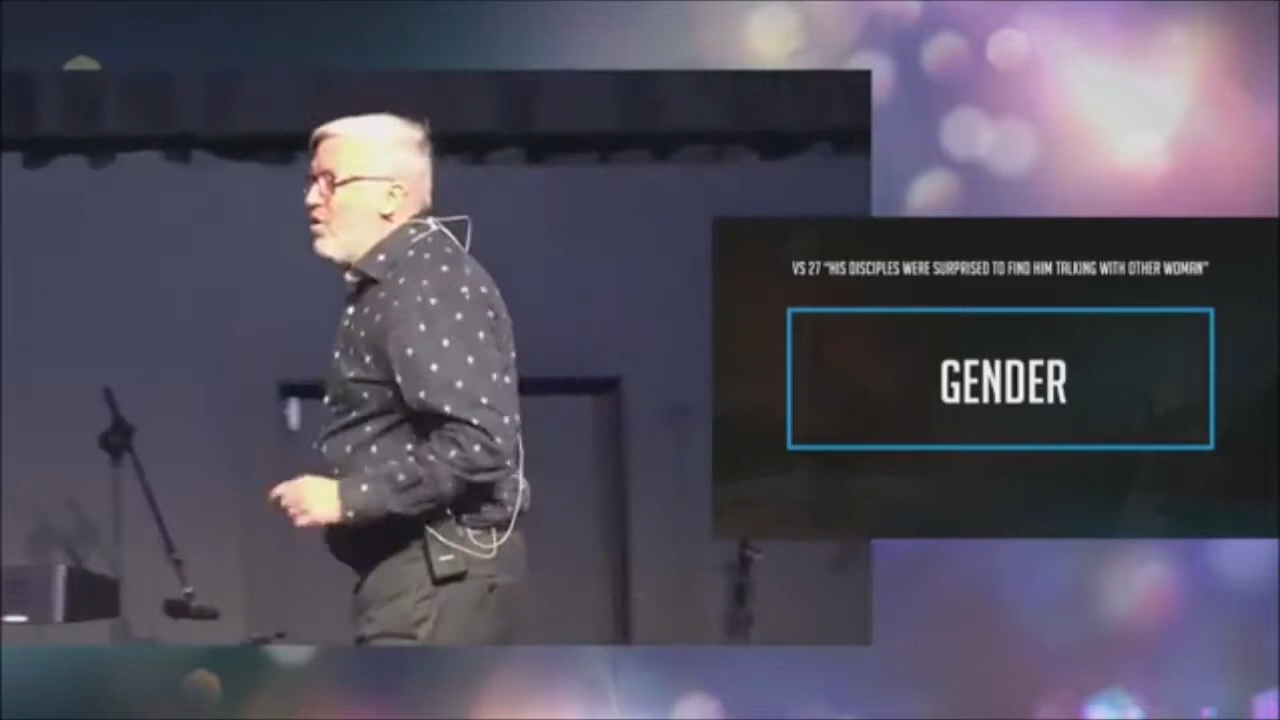 VS 27 "HIS DISCIPLES WERE SURPRISED TO FIND HIM TALKING WITH OTHER WOMAN"
GENDER